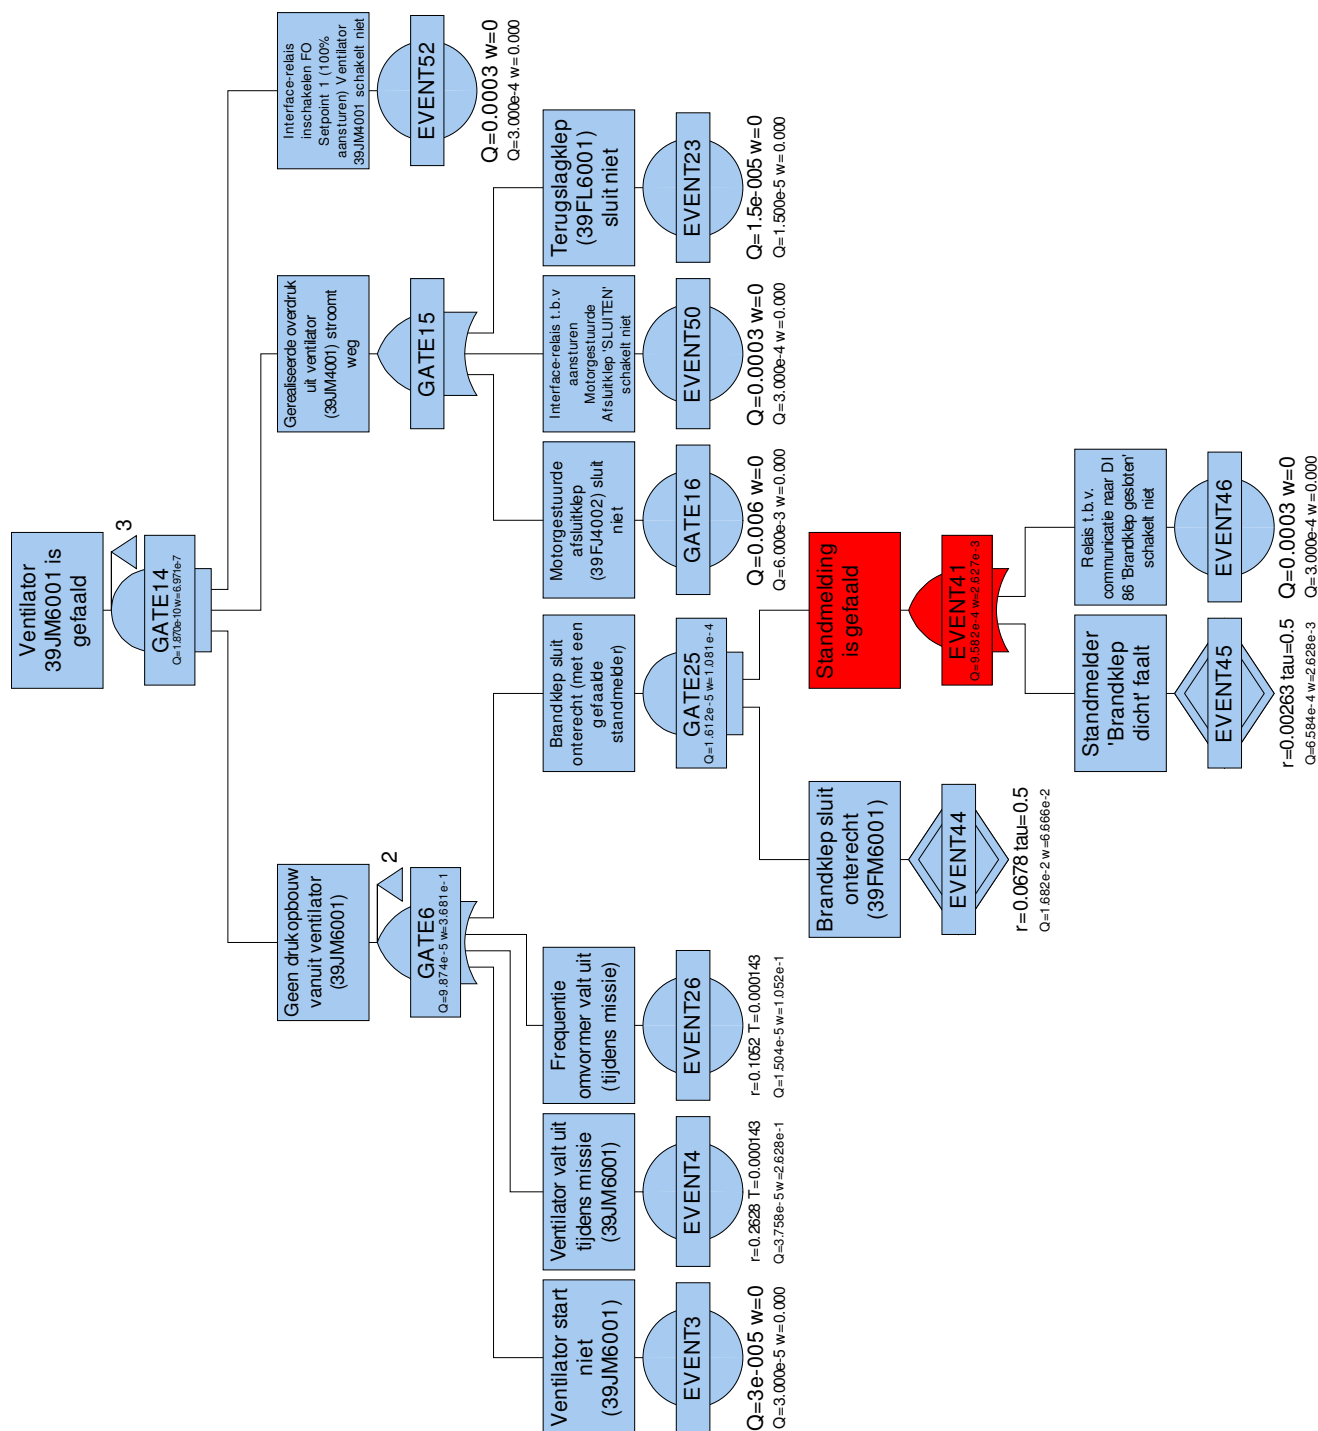 Ventilator
39JM6001 is
gefaald
3
GATE14
Q=1.870e-10 w=6.971e-7
Geen drukopbouw
vanuit ventilator
(39JM6001)
2
GATE6
Q=9.874e-5 w=3.681e-1
Gerealiseerde overdruk
uit ventilator
(39JM4001) stroomt
weg
GATE15
Interface-relais
inschakelen FO
Setpoint 1 (100%
aansturen) Ventilator
39JM4001 schakelt niet
EVENT52
Q=0.0003 w=0
Q=3.000e-4 w=0.000
Ventilator start
niet
(39JM6001)
EVENT3
Q=3e-005 w=0
Q=3.000e-5 w=0.000
Ventilator valt uit
tijdens missie
(39JM6001)
EVENT4
r=0.2628 T=0.000143
Q=3.758e-5 w=2.628e-1
Frequentie
omvormer valt uit
(tijdens missie)
EVENT26
r=0.1052 T=0.000143
Q=1.504e-5 w=1.052e-1
Brandklep sluit
onterecht (met een
gefaalde
standmelder)
GATE25
Q=1.612e-5 w=1.081e-4
Motorgestuurde
afsluitklep
(39FJ4002) sluit
niet
GATE16
Q=0.006 w=0
Q=6.000e-3 w=0.000
Interface-relais t.b.v
aansturen
Motorgestuurde
Afsluitklep 'SLUITEN'
schakelt niet
EVENT50
Q=0.0003 w=0
Q=3.000e-4 w=0.000
Terugslagklep
(39FL6001)
sluit niet
EVENT23
Q=1.5e-005 w=0
Q=1.500e-5 w=0.000
Brandklep sluit
onterecht
(39FM6001)
EVENT44
r=0.0678 tau=0.5
Q=1.682e-2 w=6.666e-2
Standmelding
is gefaald
EVENT41
Q=9.582e-4 w=2.627e-3
Standmelder
'Brandklep
dicht' faalt
EVENT45
r=0.00263 tau=0.5
Q=6.584e-4 w=2.628e-3
Relais t.b.v.
communicatie naar DI
86 'Brandklep gesloten'
schakelt niet
EVENT46
Q=0.0003 w=0
Q=3.000e-4 w=0.000